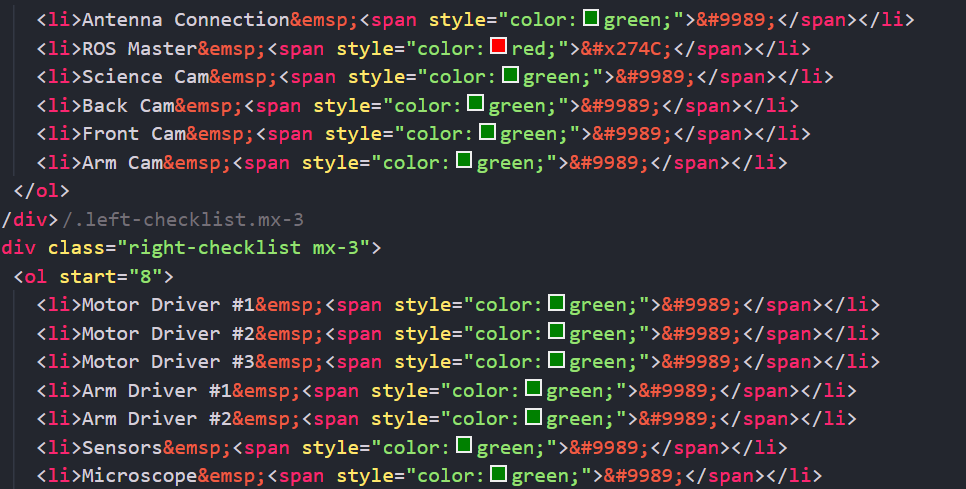 <li>Antenna Connection&emsp;<span style="color:green;">&#9989;</span></li>
<li>ROS Master&emsp;<span style="color:red;">&#x274C;</span></li>
<li>Science Cam&emsp;<span style="color:green;">&#9989;</span></li>
<li>Back Cam&emsp;<span style="color:green;">&#9989;</span></li>
<li>Front Cam&emsp;<span style="color:green;">&#9989;</span></li>
<li>Arm Cam&emsp;<span style="color:green;">&#9989;</span></li>
</ol>
/div>/.left-checklist.mx-3
div class="right-checklist mx-3">
<ol start="8">
<li>Motor Driver #1&emsp;<span style="color:green;">&#9989;</span></li>
<li>Motor Driver #2&emsp;<span style="color:green;">&#9989;</span></li>
<li>Motor Driver #3&emsp;<span style="color:green;">&#9989;</span></li>
<li>Arm Driver #1&emsp;<span style="color:green;">&#9989;</span></li>
<li>Arm Driver #2&emsp;<span style="color:green;">&#9989;</span></li>
<li>Sensors&emsp;<span style="color:green;">&#9989;</span></li>
<li>Microscope&emsp;<span style="color:green;">&#9989;</span></li>